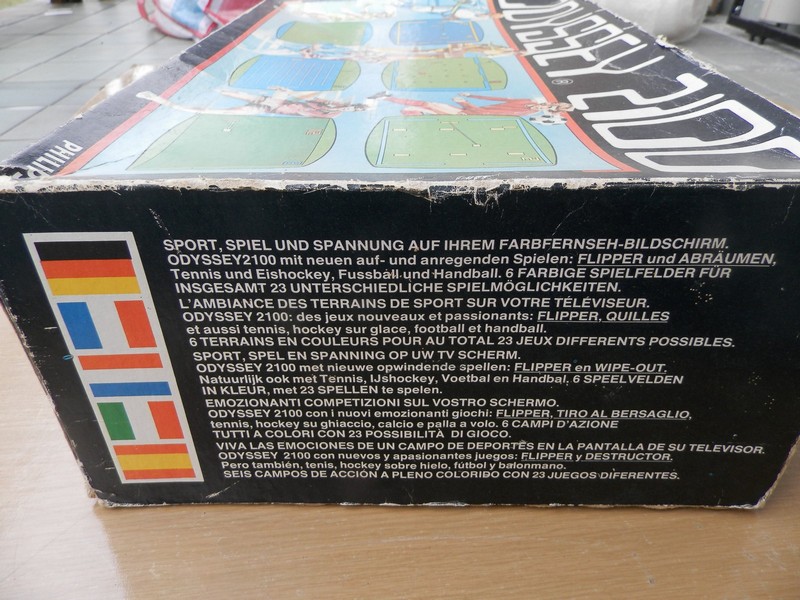 ODYSSEY 2100
®
PHILIP
SPORT, SPIEL UND SPANNUNG AUF IHREM FARBFERNSEH-BILDSCHIRM.
ODYSSEY2100 mit neuen auf- und anregenden Spielen: FLIPPER und ABRÄUMEN,
Tennis und Eishockey, Fussball und Handball. 6 FARBIGE SPIELFELDER FÜR
INSGESAMT 23 UNTERSCHIEDLICHE SPIELMÖGLICHKEITEN.
L'AMBIANCE DES TERRAINS DE SPORT SUR VOTRE TÉLÉVISEUR.
ODYSSEY 2100: des jeux nouveaux et passionants: FLIPPER, QUILLES
et aussi tennis, hockey sur glace, football et handball.
6 TERRAINS EN COULEURS POUR AU TOTAL 23 JEUX DIFFERENTS POSSIBLES.
SPORT, SPEL EN SPANNING OP UW TV SCHERM.
ODYSSEY 2100 met nieuwe opwindende spellen: FLIPPER en WIPE-OUT.
Natuurlijk ook met Tennis, IJshockey, Voetbal en Handbal. 6 SPEELVELDEN
IN KLEUR, met 23 SPELLEN te spelen.
EMOZIONANTI COMPETIZIONI SUL VOSTRO SCHERMO.
ODYSSEY 2100 con i nuovi emozionanti giochi: FLIPPER, TIRO AL BERSAGLIO,
tennis, hockey su ghiaccio, calcio e palla a volo. 6 CAMPI D'AZIONE
TUTTI A COLORI CON 23 POSSIBILITÀ DI GIOCO.
VIVA LAS EMOCIONES DE UN CAMPO DE DEPORTES EN LA PANTALLA DE SU TELEVISOR.
ODYSSEY 2100 con nuevos y apasionantes juegos: FLIPPER y DESTRUCTOR.
Pero también, tenis, hockey sobre hielo, fútbol y balonmano.
SEIS CAMPOS DE ACCIÓN A PLENO COLORIDO CON 23 JUEGOS DIFERENTES.